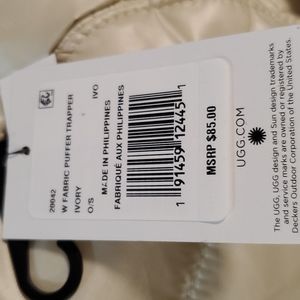 20042
W FABRIC PUFFER TRAPPER
IVORY IVO
O/S
MADE IN PHILIPPINES
FABRIQUÉ AUX PHILIPPINES
1 91459 12445 1
MSRP $85.00
UGG.COM
The UGG, UGG design and Sun design trademarks
and service marks are owned or registered by
Deckers Outdoor Corporation of the United States.